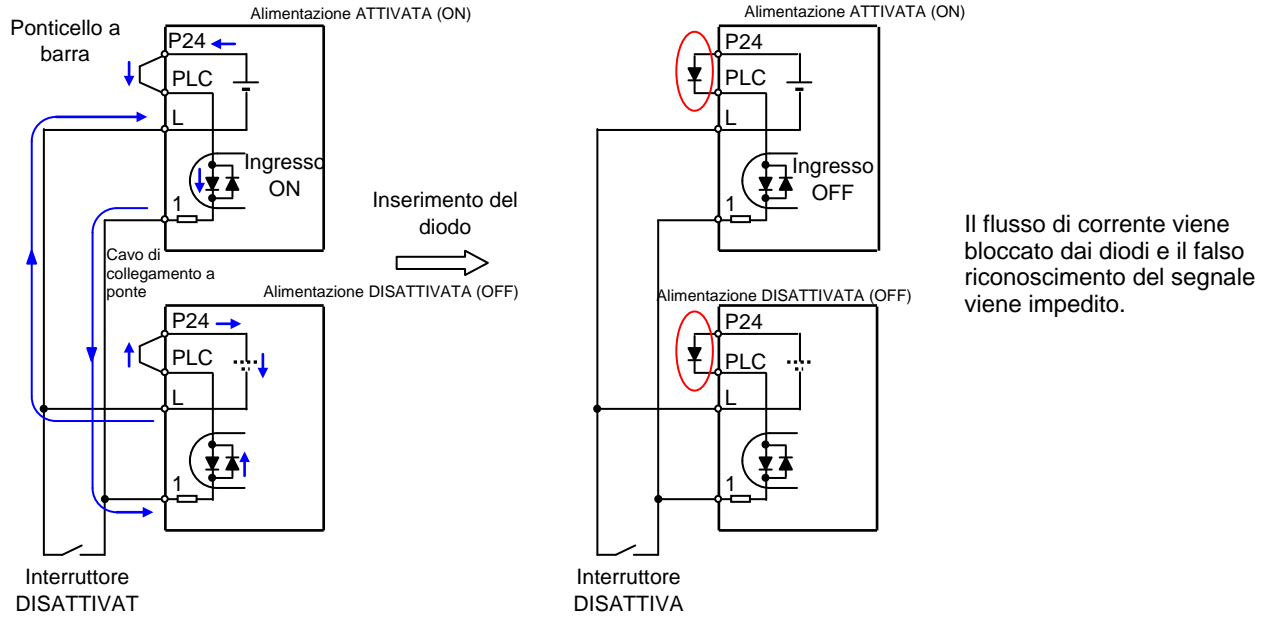 Alimentazione ATTIVATA (ON)
Ponticello a
barra
P24
PLC
L
Ingresso
ON
1
Cavo di
collegamento a
ponte
Alimentazione DISATTIVATA (OFF)
P24
PLC
L
1
Interruttore
DISATTIVAT
Inserimento del
diodo
Alimentazione ATTIVATA (ON)
P24
PLC
L
Ingresso
OFF
1
Alimentazione DISATTIVATA (OFF)
P24
PLC
L
1
Interruttore
DISATTIVA
Il flusso di corrente viene
bloccato dai diodi e il falso
riconoscimento del segnale
viene impedito.